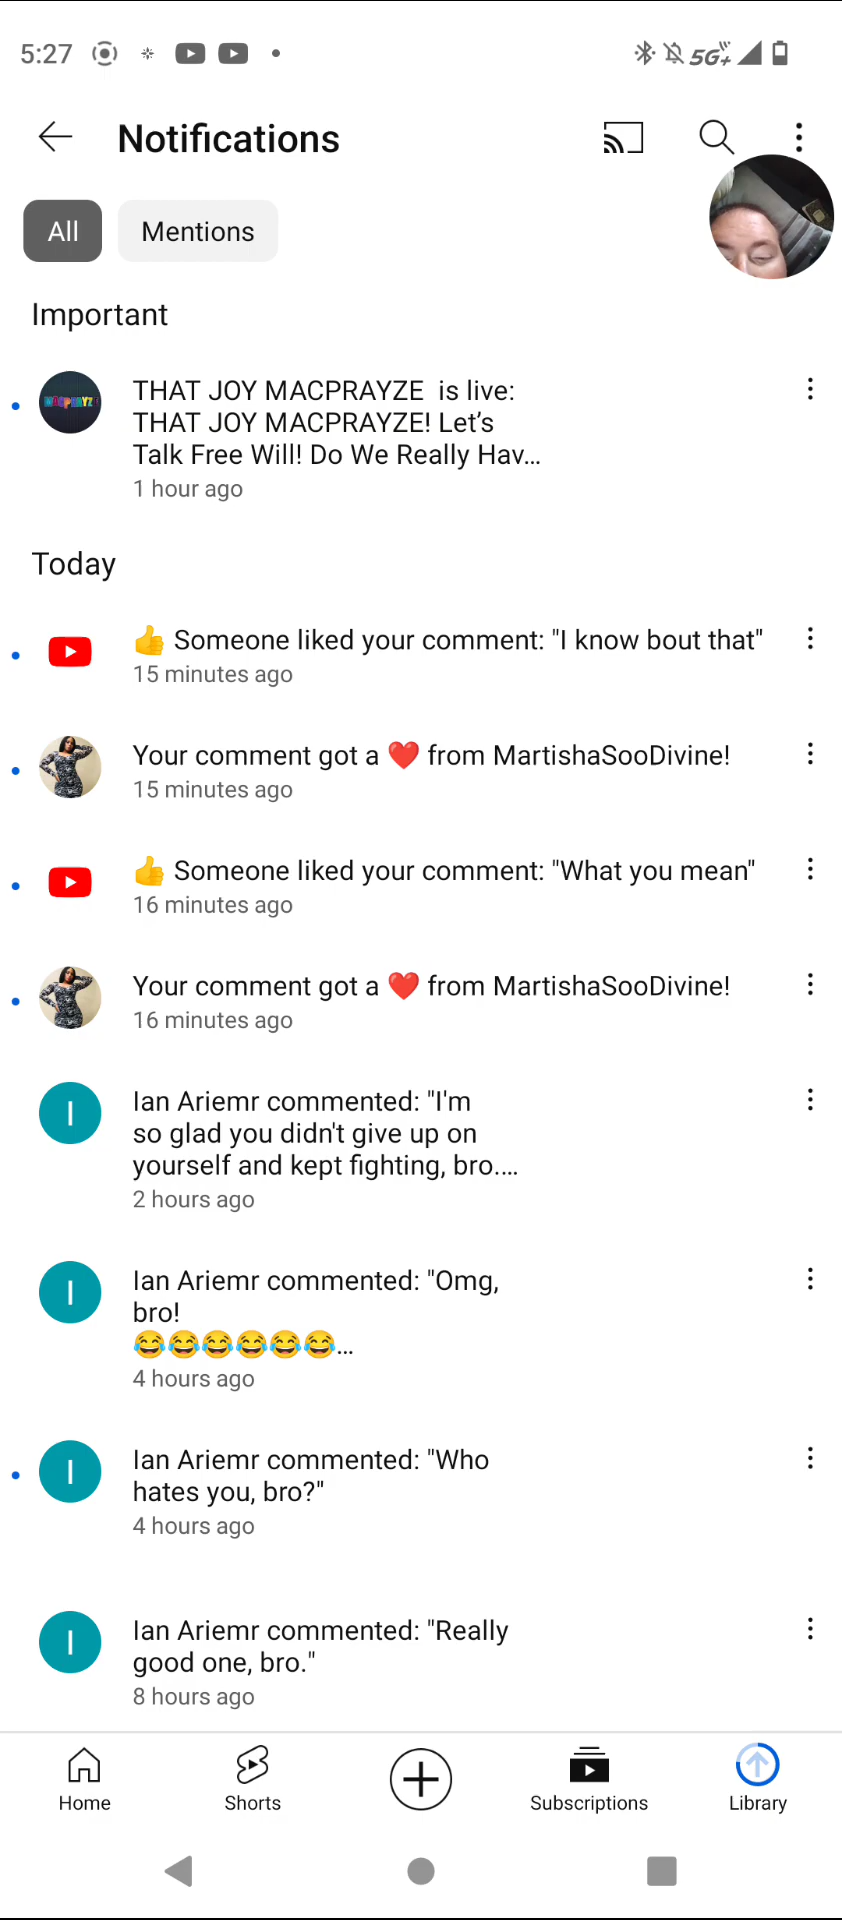 5:27
5G+
Notifications
All
Mentions
Important
THAT JOY MACPRAYZE is live:
THAT JOY MACPRAYZE! Let’s
Talk Free Will! Do We Really Hav...
1 hour ago
Today
👍 Someone liked your comment: "I know bout that"
15 minutes ago
Your comment got a ❤️ from MartishaSooDivine!
15 minutes ago
👍 Someone liked your comment: "What you mean"
16 minutes ago
Your comment got a ❤️ from MartishaSooDivine!
16 minutes ago
I
Ian Ariemr commented: "I'm
so glad you didn't give up on
yourself and kept fighting, bro....
2 hours ago
I
Ian Ariemr commented: "Omg,
bro!
😂😂😂😂😂😂...
4 hours ago
I
Ian Ariemr commented: "Who
hates you, bro?"
4 hours ago
I
Ian Ariemr commented: "Really
good one, bro."
8 hours ago
Home
Shorts
Subscriptions
Library